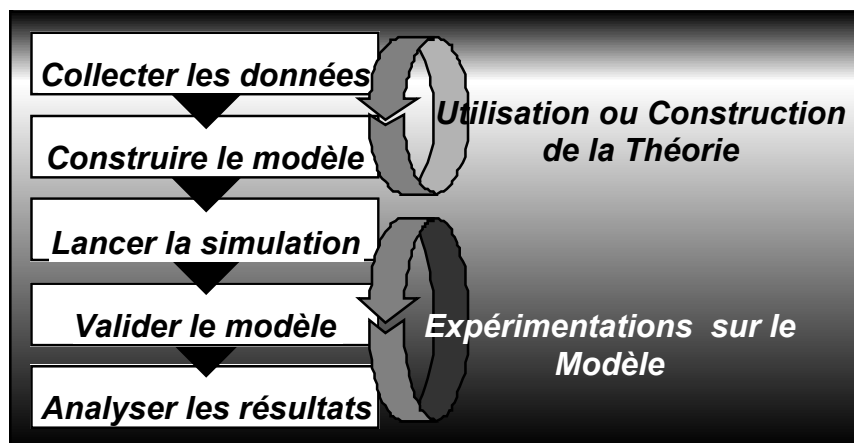 Collecter les données
Construire le modèle
Lancer la simulation
Valider le modèle
Analyser les résultats
Utilisation ou Construction
de la Théorie
Expérimentations sur le
Modèle